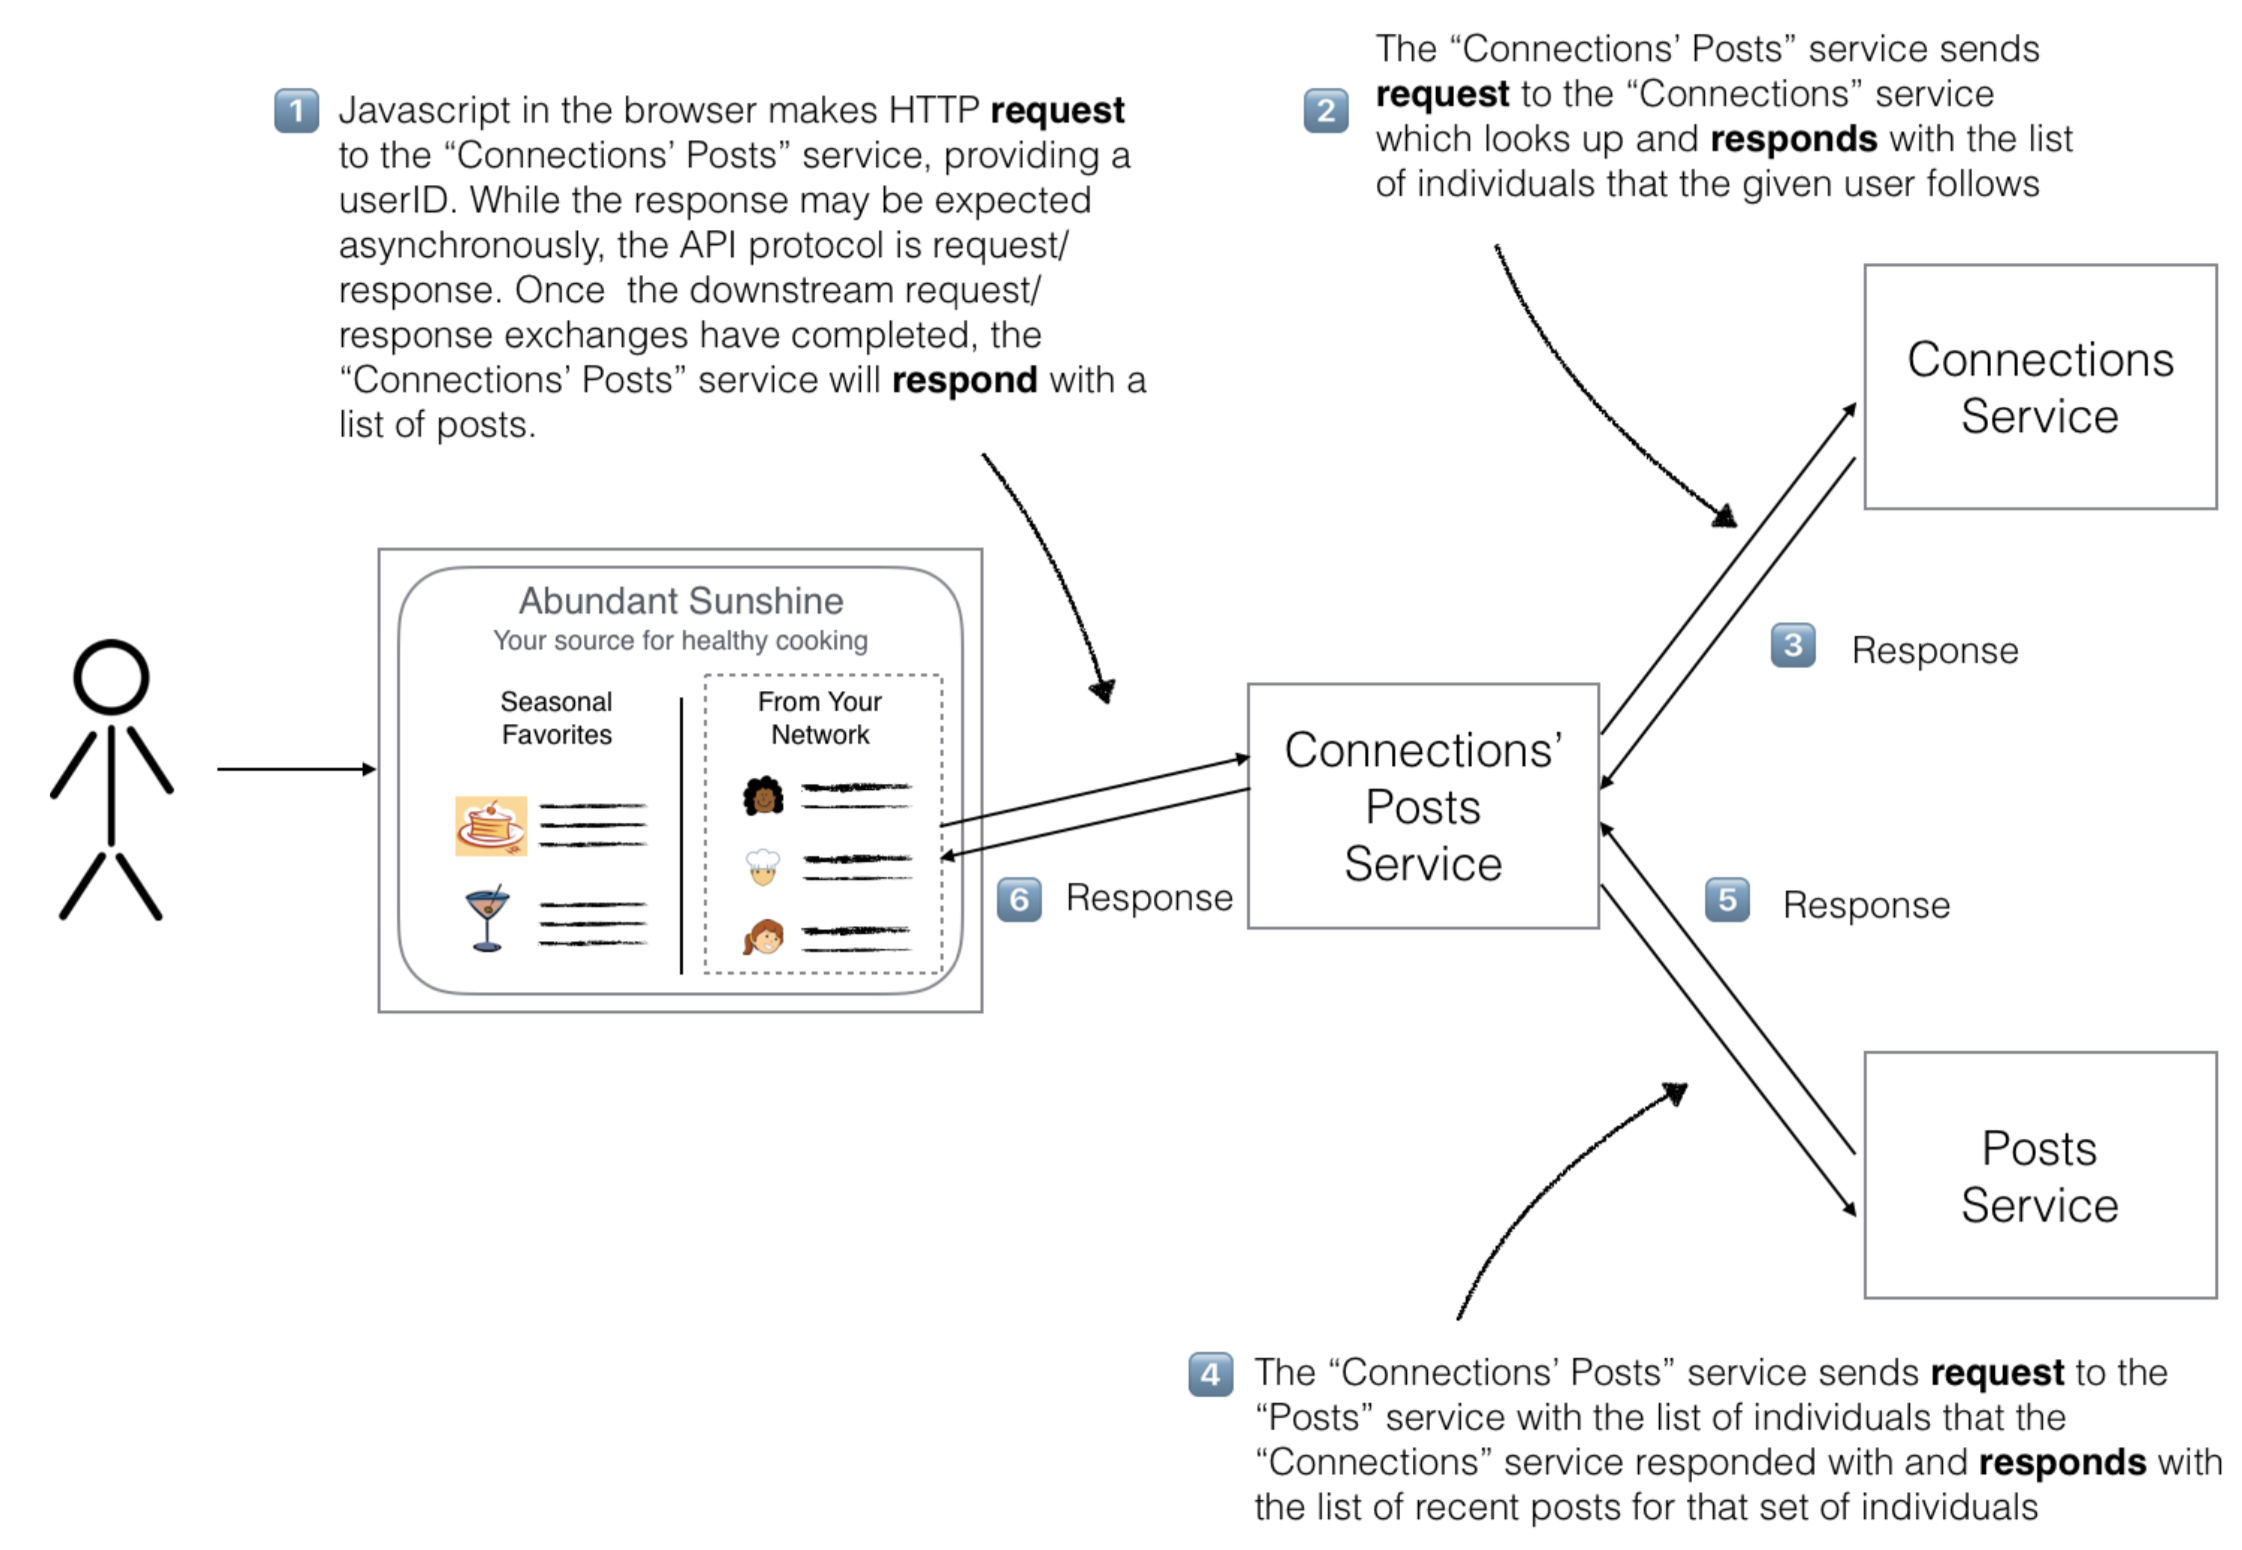 1
Javascript in the browser makes HTTP request
to the “Connections’ Posts” service, providing a
userID. While the response may be expected
asynchronously, the API protocol is request/
response. Once  the downstream request/
response exchanges have completed, the
“Connections’ Posts” service will respond with a
list of posts.
2
The “Connections’ Posts” service sends
request to the “Connections” service
which looks up and responds with the list
of individuals that the given user follows
Connections
Service
3
Response
Abundant Sunshine
Your source for healthy cooking
Seasonal
Favorites
From Your
Network
Connections’
Posts
Service
6
Response
5
Response
Posts
Service
4
The “Connections’ Posts” service sends request to the
“Posts” service with the list of individuals that the
“Connections” service responded with and responds with
the list of recent posts for that set of individuals